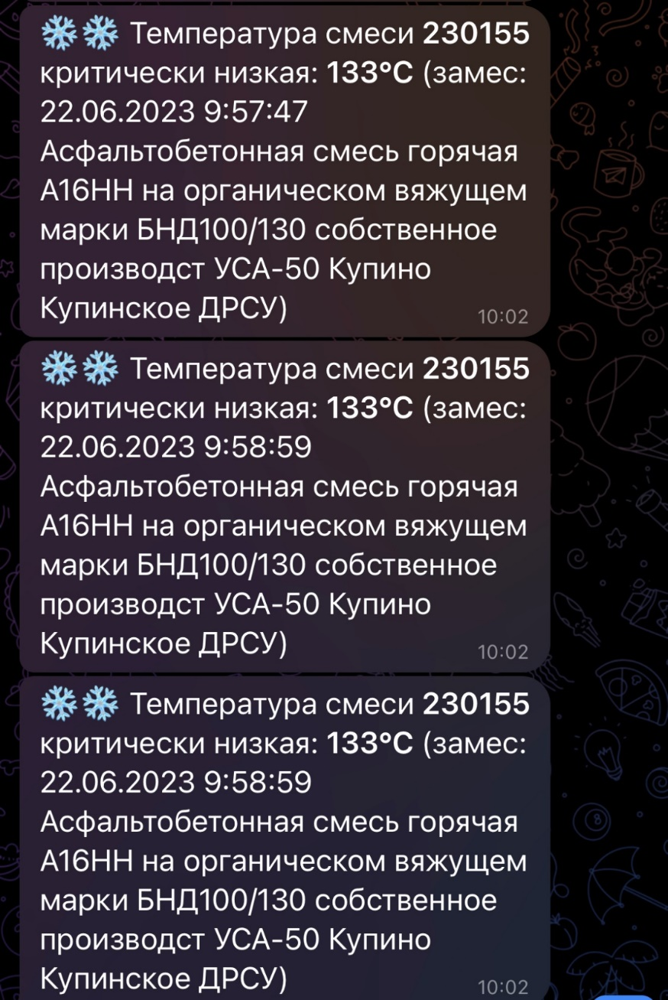 ❄️❄️ Температура смеси 230155
критически низкая: 133°C (замес:
22.06.2023 9:57:47
Асфальтобетонная смесь горячая
А16НН на органическом вяжущем
марки БНД100/130 собственное
производст УСА-50 Купино
Купинское ДРСУ)
10:02
❄️❄️ Температура смеси 230155
критически низкая: 133°C (замес:
22.06.2023 9:58:59
Асфальтобетонная смесь горячая
А16НН на органическом вяжущем
марки БНД100/130 собственное
производст УСА-50 Купино
Купинское ДРСУ)
10:02
❄️❄️ Температура смеси 230155
критически низкая: 133°C (замес:
22.06.2023 9:58:59
Асфальтобетонная смесь горячая
А16НН на органическом вяжущем
марки БНД100/130 собственное
производст УСА-50 Купино
Купинское ДРСУ)
10:02